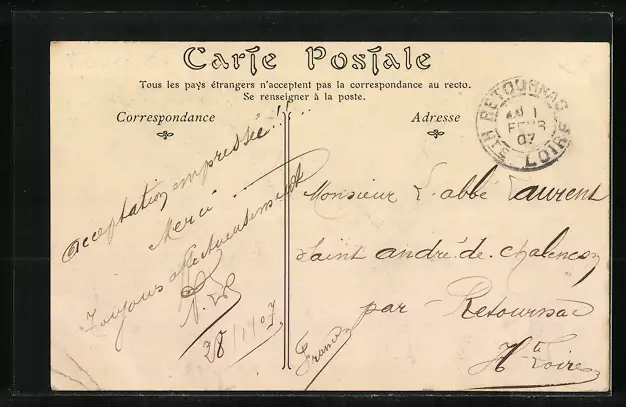 Carte Postale
Tous les pays étrangers n'acceptent pas la correspondance au recto.
Se renseigner à la poste.
Correspondance
Adresse
RETOURNAC
1
FEVR
07
HTE LOIRE
acceptation empressée!!
Merci
Toujours affectueusement
28/1/07
Monsieur L'abbé Laurent
Saint andré-de-chalencon
par Retournac
(France)
Hte Loire